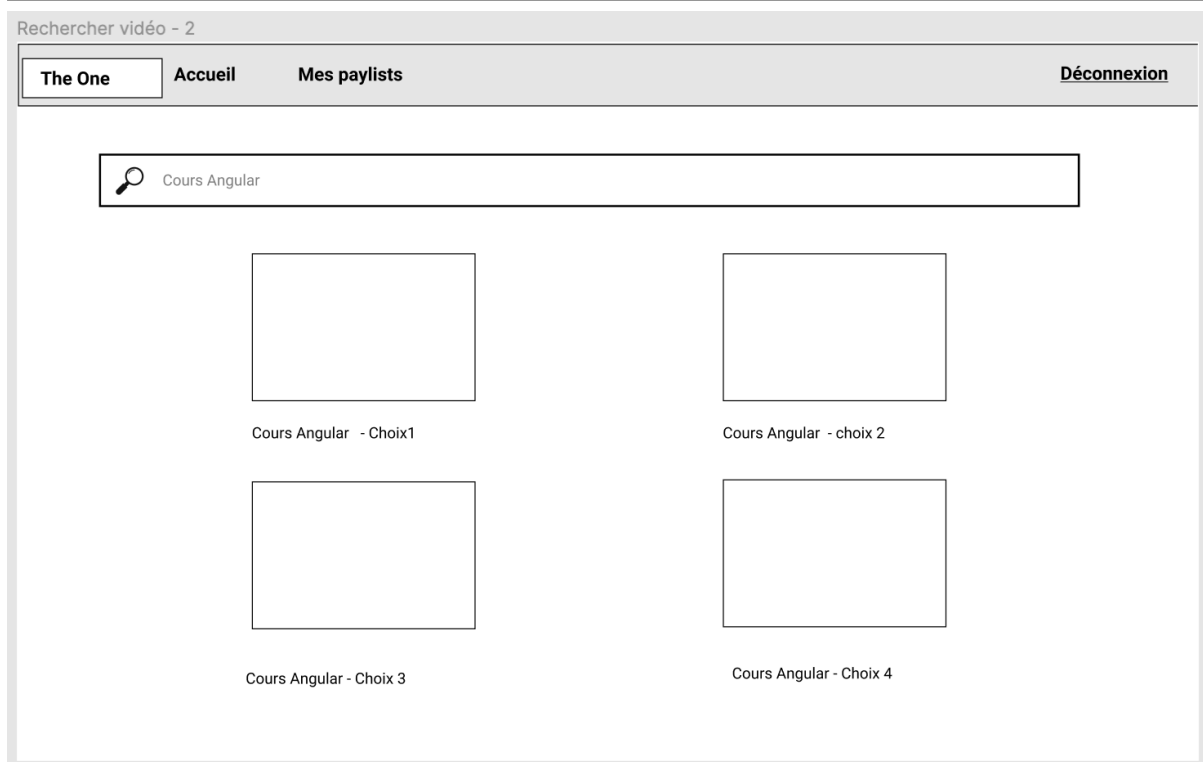 Rechercher vidéo - 2
The One Accueil Mes paylists Déconnexion
Cours Angular
Cours Angular - Choix1 Cours Angular - choix 2
Cours Angular - Choix 3 Cours Angular - Choix 4